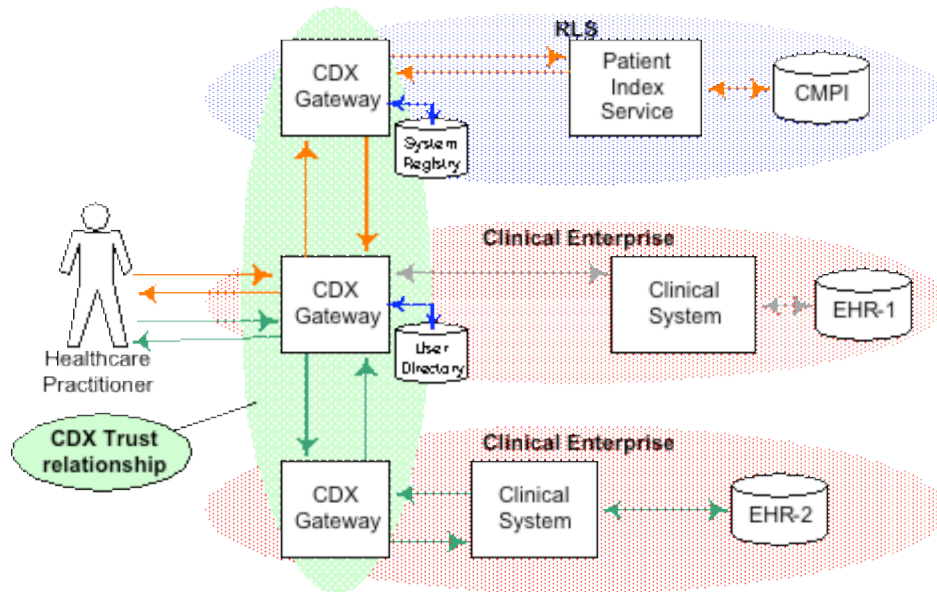 RLS
CDX
Gateway
Patient
Index
Service
CMPI
System
Registry
Clinical Enterprise
CDX
Gateway
Clinical
System
EHR-1
User
Directory
Healthcare
Practitioner
CDX Trust
relationship
Clinical Enterprise
CDX
Gateway
Clinical
System
EHR-2